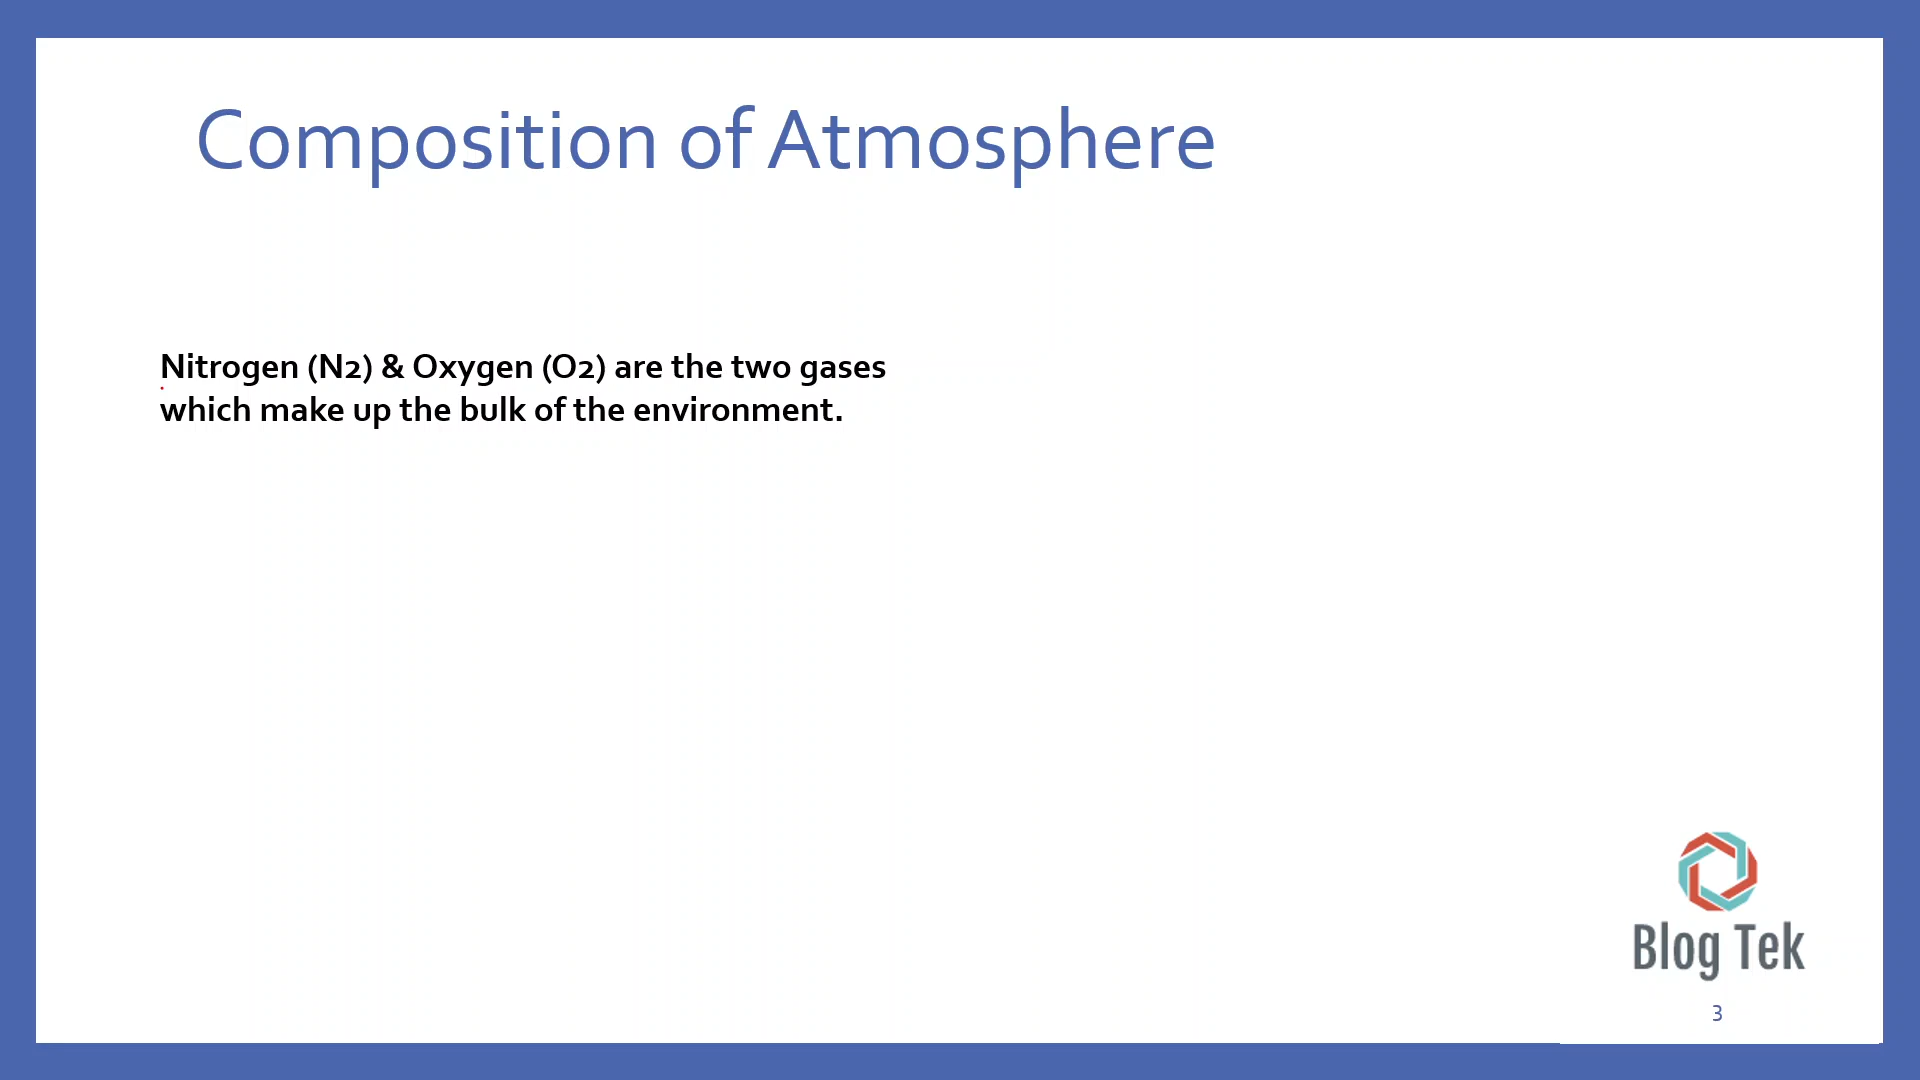 Composition of Atmosphere
Nitrogen (N2) & Oxygen (O2) are the two gases
which make up the bulk of the environment.
Blog Tek
3